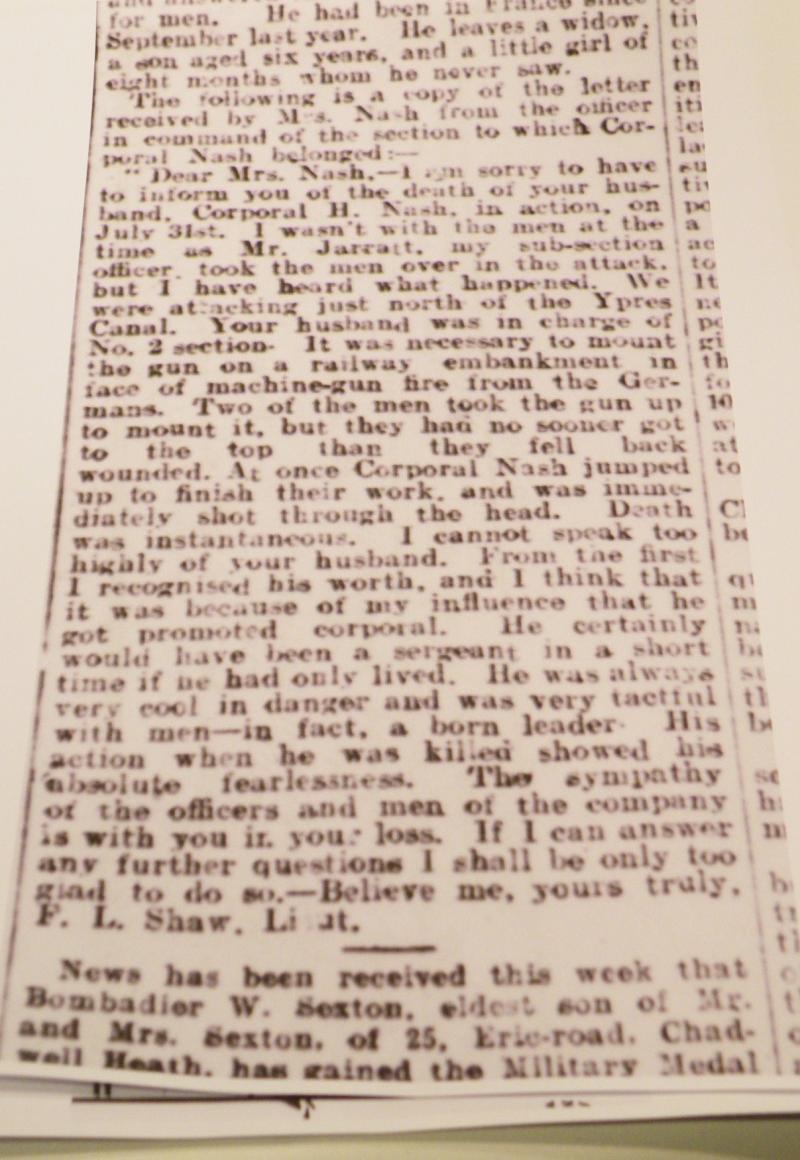 for men. He had been in France since
September last year. He leaves a widow,
a son aged six years, and a little girl of
eight months whom he never saw.
The following is a copy of the letter
received by Mrs. Nash from the officer
in command of the section to which Cor-
poral Nash belonged:—
"Dear Mrs. Nash,—I am sorry to have
to inform you of the death of your hus-
band, Corporal H. Nash, in action, on
July 31st. I wasn't with the men at the
time as Mr. Jarratt, my sub-section
officer, took the men over in the attack,
but I have heard what happened. We
were attacking just north of the Ypres
Canal. Your husband was in charge of
No. 2 section. It was necessary to mount
the gun on a railway embankment in
face of machine-gun fire from the Ger-
mans. Two of the men took the gun up
to mount it, but they had no sooner got
to the top than they fell back
wounded. At once Corporal Nash jumped
up to finish their work, and was imme-
diately shot through the head. Death
was instantaneous. I cannot speak too
highly of your husband. From the first
I recognised his worth, and I think that
it was because of my influence that he
got promoted corporal. He certainly
would have been a sergeant in a short
time if he had only lived. He was always
very cool in danger and was very tactful
with men—in fact, a born leader. His
action when he was killed showed his
absolute fearlessness. The sympathy
of the officers and men of the company
is with you in your loss. If I can answer
any further questions I shall be only too
glad to do so.—Believe me, yours truly,
F. L. Shaw, Lieut.
News has been received this week that
Bombadier W. Sexton, eldest son of Mr.
and Mrs. Sexton, of 25, Eric-road, Chad-
well Heath, has gained the Military Medal